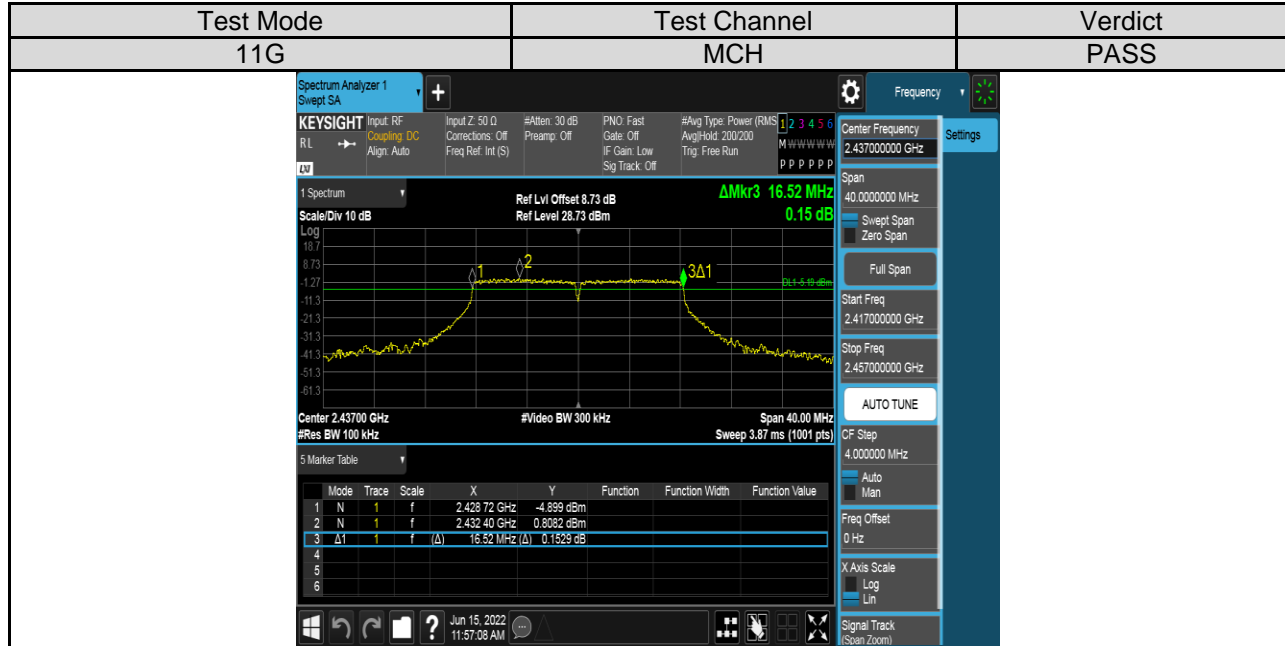 Test Mode Test Channel Verdict
11G MCH PASS
Spectrum Analyzer 1
Swept SA
+
Frequency
KEYSIGHT Input: RF Input Z: 50 Ω #Atten: 30 dB PNO: Fast #Avg Type: Power (RMS 1 2 3 4 5 6
RL Coupling: DC Corrections: Off Preamp: Off Gate: Off Avg|Hold: 200/200 M W W W W W
Align: Auto Freq Ref: Int (S) IF Gain: Low Trig: Free Run
LXI Sig Track: Off P P P P P P
Center Frequency
2.437000000 GHz
Settings
1 Spectrum
Ref Lvl Offset 8.73 dB
ΔMkr3 16.52 MHz
Scale/Div 10 dB
Ref Level 28.73 dBm
0.15 dB
Log
18.7
8.73
-1.27
-11.3
-21.3
-31.3
-41.3
-51.3
-61.3
1
2
3Δ1
DL1 -5.19 dBm
Center 2.43700 GHz #Video BW 300 kHz Span 40.00 MHz
#Res BW 100 kHz Sweep 3.87 ms (1001 pts)
Span
40.0000000 MHz
Swept Span
Zero Span
Full Span
Start Freq
2.417000000 GHz
Stop Freq
2.457000000 GHz
AUTO TUNE
CF Step
4.000000 MHz
Auto
Man
Freq Offset
0 Hz
X Axis Scale
Log
Lin
Signal Track
(Span Zoom)
5 Marker Table
Mode Trace Scale X Y Function Function Width Function Value
1 N 1 f 2.428 72 GHz -4.899 dBm
2 N 1 f 2.432 40 GHz 0.8082 dBm
3 Δ1 1 f (Δ) 16.52 MHz (Δ) 0.1529 dB
4
5
6
?
Jun 15, 2022
11:57:08 AM